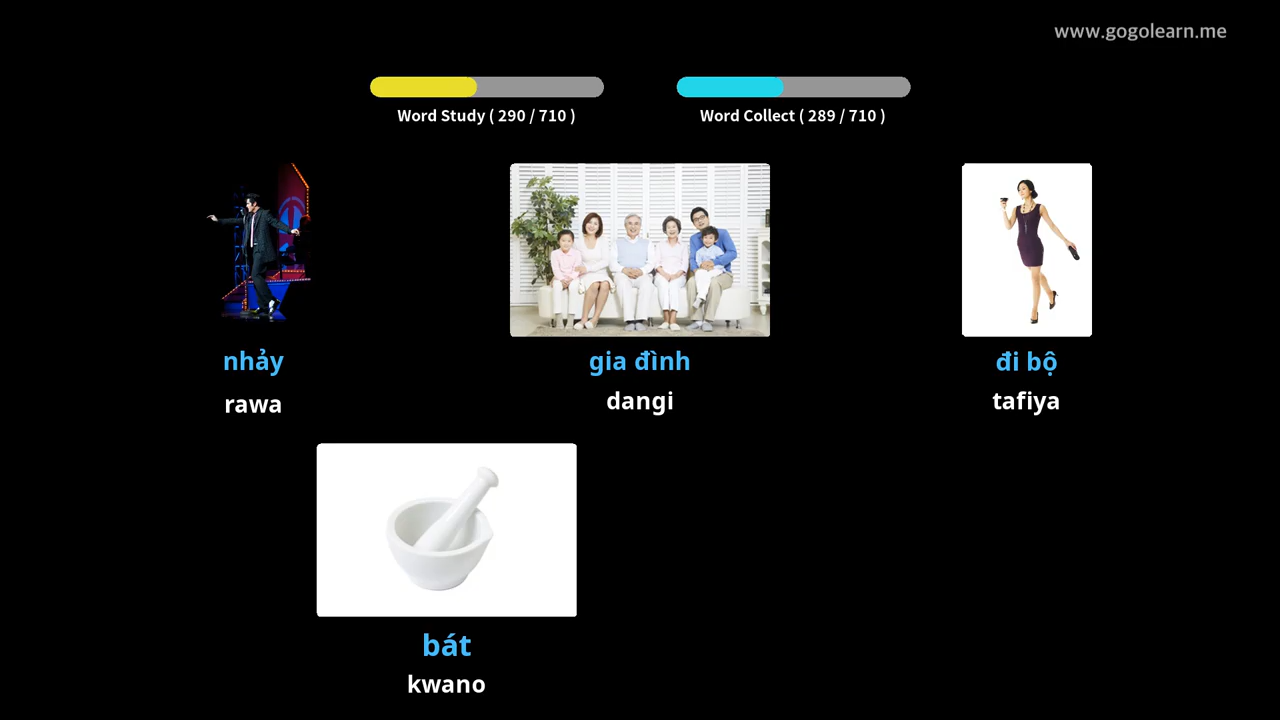 www.gogolearn.me
Word Study ( 290 / 710 )
Word Collect ( 289 / 710 )
nhảy
rawa
gia đình
dangi
đi bộ
tafiya
bát
kwano